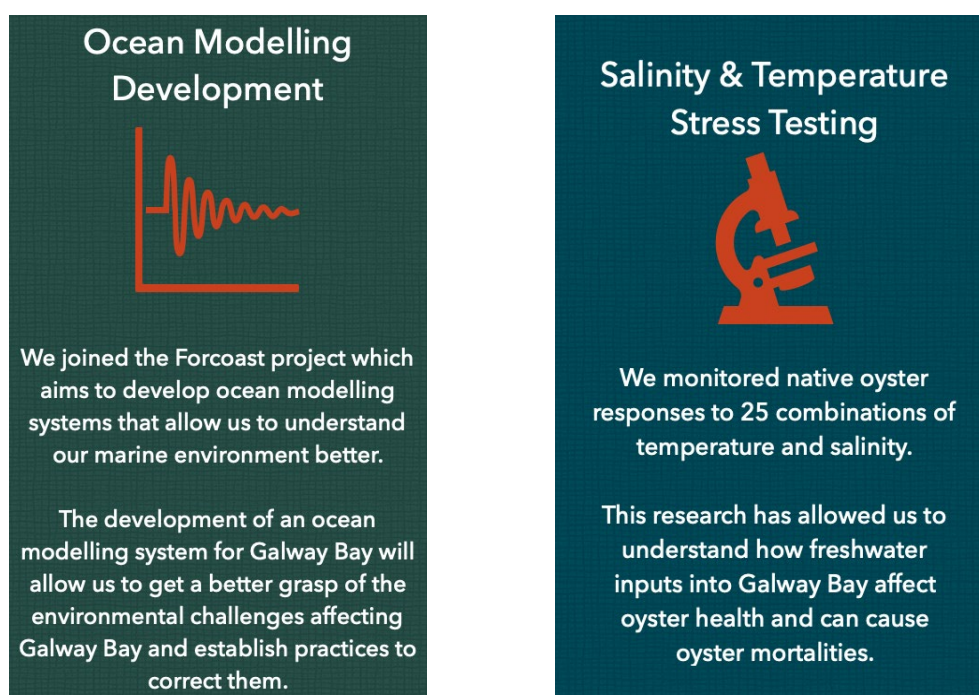 Ocean Modelling
Development
We joined the Forcoast project which
aims to develop ocean modelling
systems that allow us to understand
our marine environment better.
The development of an ocean
modelling system for Galway Bay will
allow us to get a better grasp of the
environmental challenges affecting
Galway Bay and establish practices to
correct them.
Salinity & Temperature
Stress Testing
We monitored native oyster
responses to 25 combinations of
temperature and salinity.
This research has allowed us to
understand how freshwater
inputs into Galway Bay affect
oyster health and can cause
oyster mortalities.